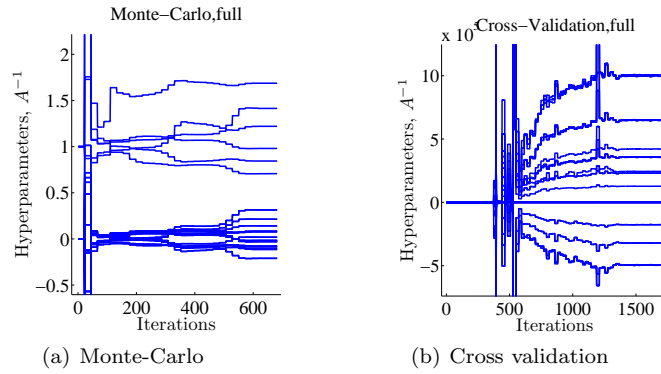 Monte−Carlo,full
Hyperparameters, A⁻¹
2
1.5
1
0.5
0
−0.5
0 200 400 600
Iterations
(a) Monte-Carlo
x 10⁵
Cross−Validation,full
Hyperparameters, A⁻¹
10
5
0
−5
0 500 1000 1500
Iterations
(b) Cross validation